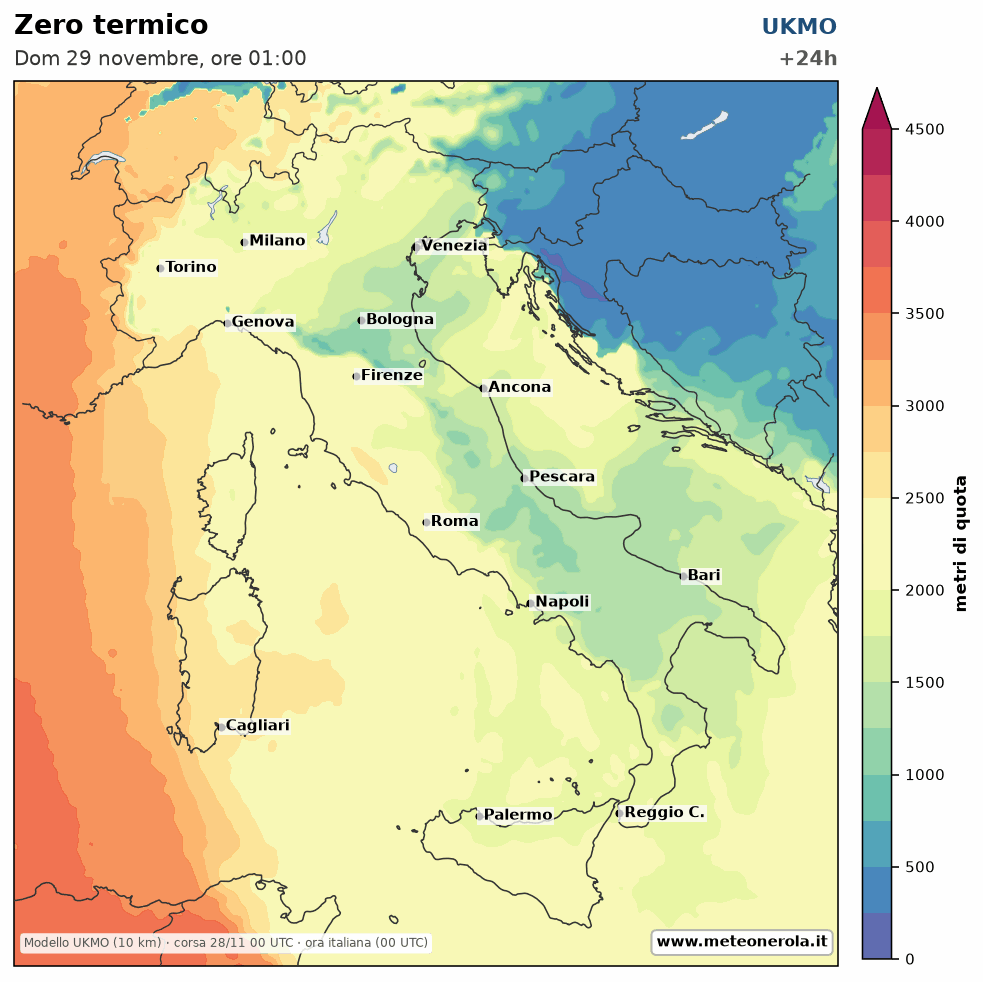 Zero termico
UKMO
Dom 29 novembre, ore 01:00
+24h
Milano
Venezia
Torino
Genova
Bologna
Firenze
Ancona
Pescara
Roma
Bari
Napoli
Cagliari
Palermo
Reggio C.
4500
4000
3500
3000
2500
2000
1500
1000
500
0
metri di quota
Modello UKMO (10 km) · corsa 28/11 00 UTC · ora italiana (00 UTC)
www.meteonerola.it